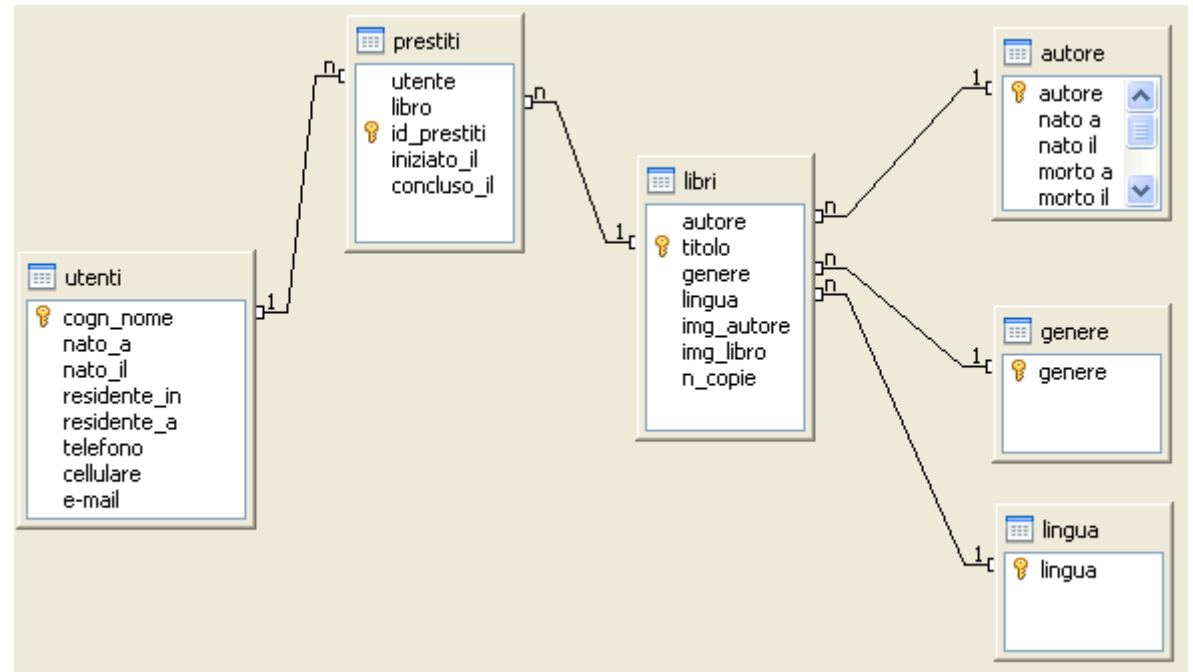 prestiti
utente
libro
id_prestiti
iniziato_il
concluso_il
n
n
1
1
utenti
cogn_nome
nato_a
nato_il
residente_in
residente_a
telefono
cellulare
e-mail
libri
autore
titolo
genere
lingua
img_autore
img_libro
n_copie
n
n
n
1
1
1
autore
autore
nato a
nato il
morto a
morto il
genere
genere
lingua
lingua